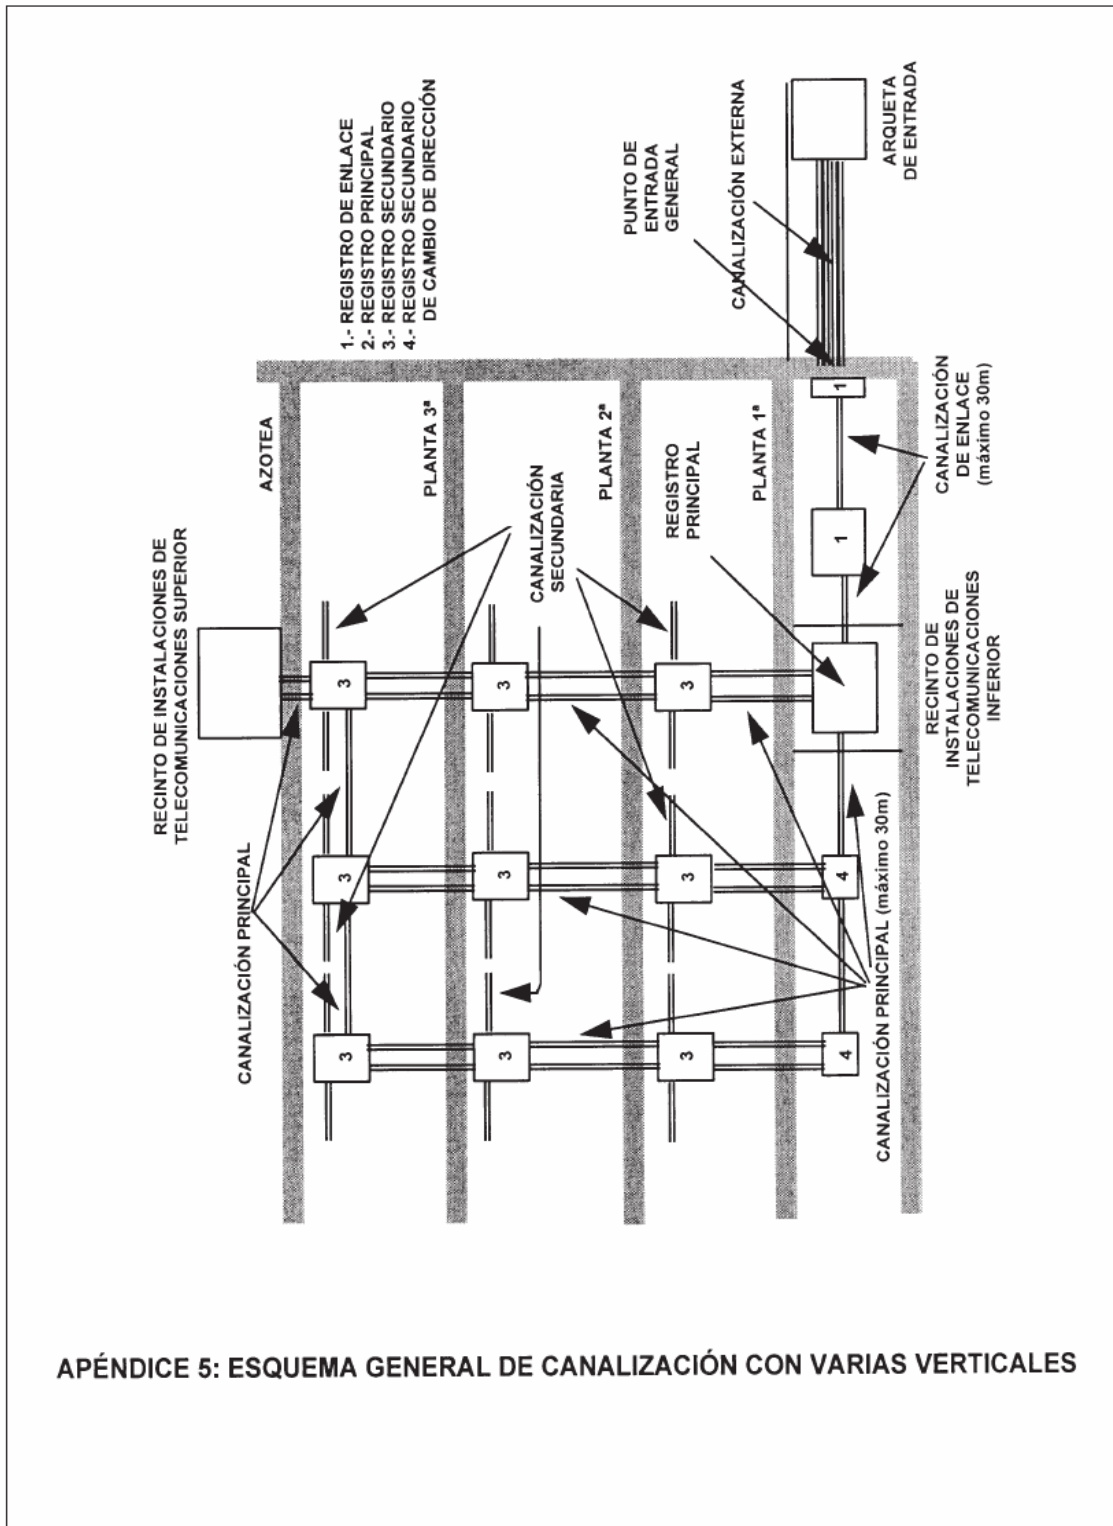 RECINTO DE INSTALACIONES DE
TELECOMUNICACIONES SUPERIOR
AZOTEA
1.- REGISTRO DE ENLACE
2.- REGISTRO PRINCIPAL
3.- REGISTRO SECUNDARIO
4.- REGISTRO SECUNDARIO
DE CAMBIO DE DIRECCIÓN
CANALIZACIÓN PRINCIPAL
3
3
3
PLANTA 3ª
CANALIZACIÓN
SECUNDARIA
3
3
3
PLANTA 2ª
REGISTRO
PRINCIPAL
3
3
3
PLANTA 1ª
PUNTO DE
ENTRADA
GENERAL
CANALIZACIÓN EXTERNA
4
4
1
1
ARQUETA
DE ENTRADA
CANALIZACIÓN PRINCIPAL (máximo 30m)
RECINTO DE
INSTALACIONES DE
TELECOMUNICACIONES
INFERIOR
CANALIZACIÓN
DE ENLACE
(máximo 30m)
APÉNDICE 5: ESQUEMA GENERAL DE CANALIZACIÓN CON VARIAS VERTICALES